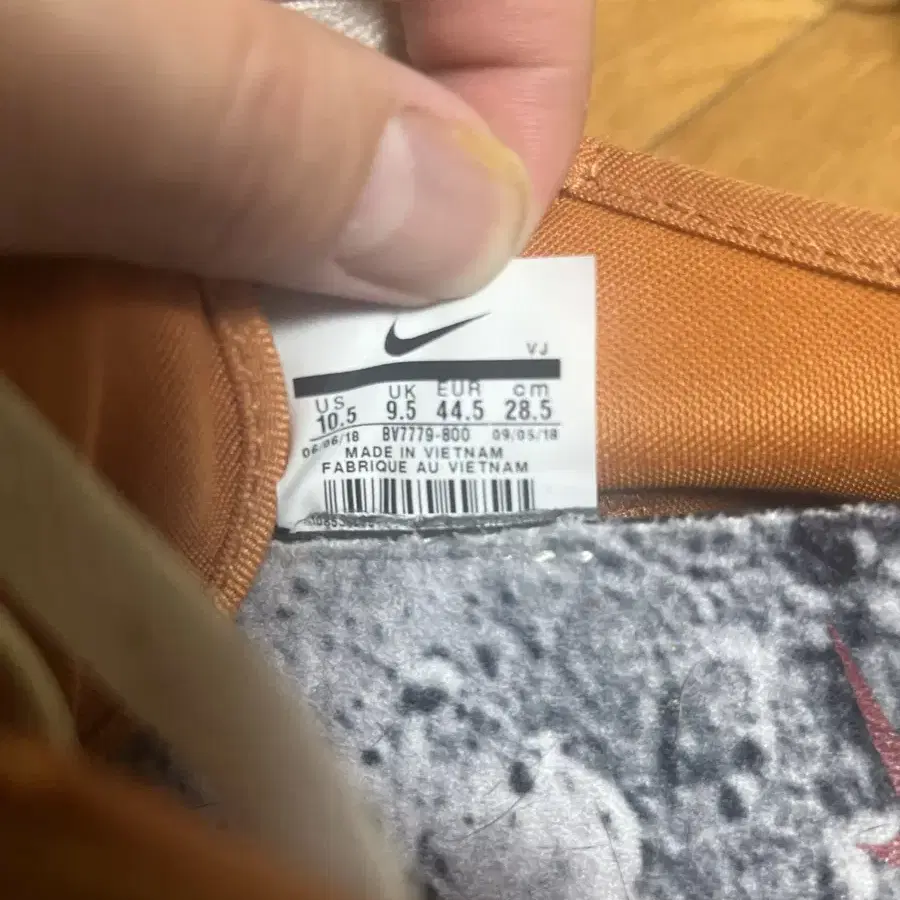 VJ
US UK EUR cm
10.5 9.5 44.5 28.5
06/06/18 BV7779-800 09/05/18
MADE IN VIETNAM
FABRIQUE AU VIETNAM